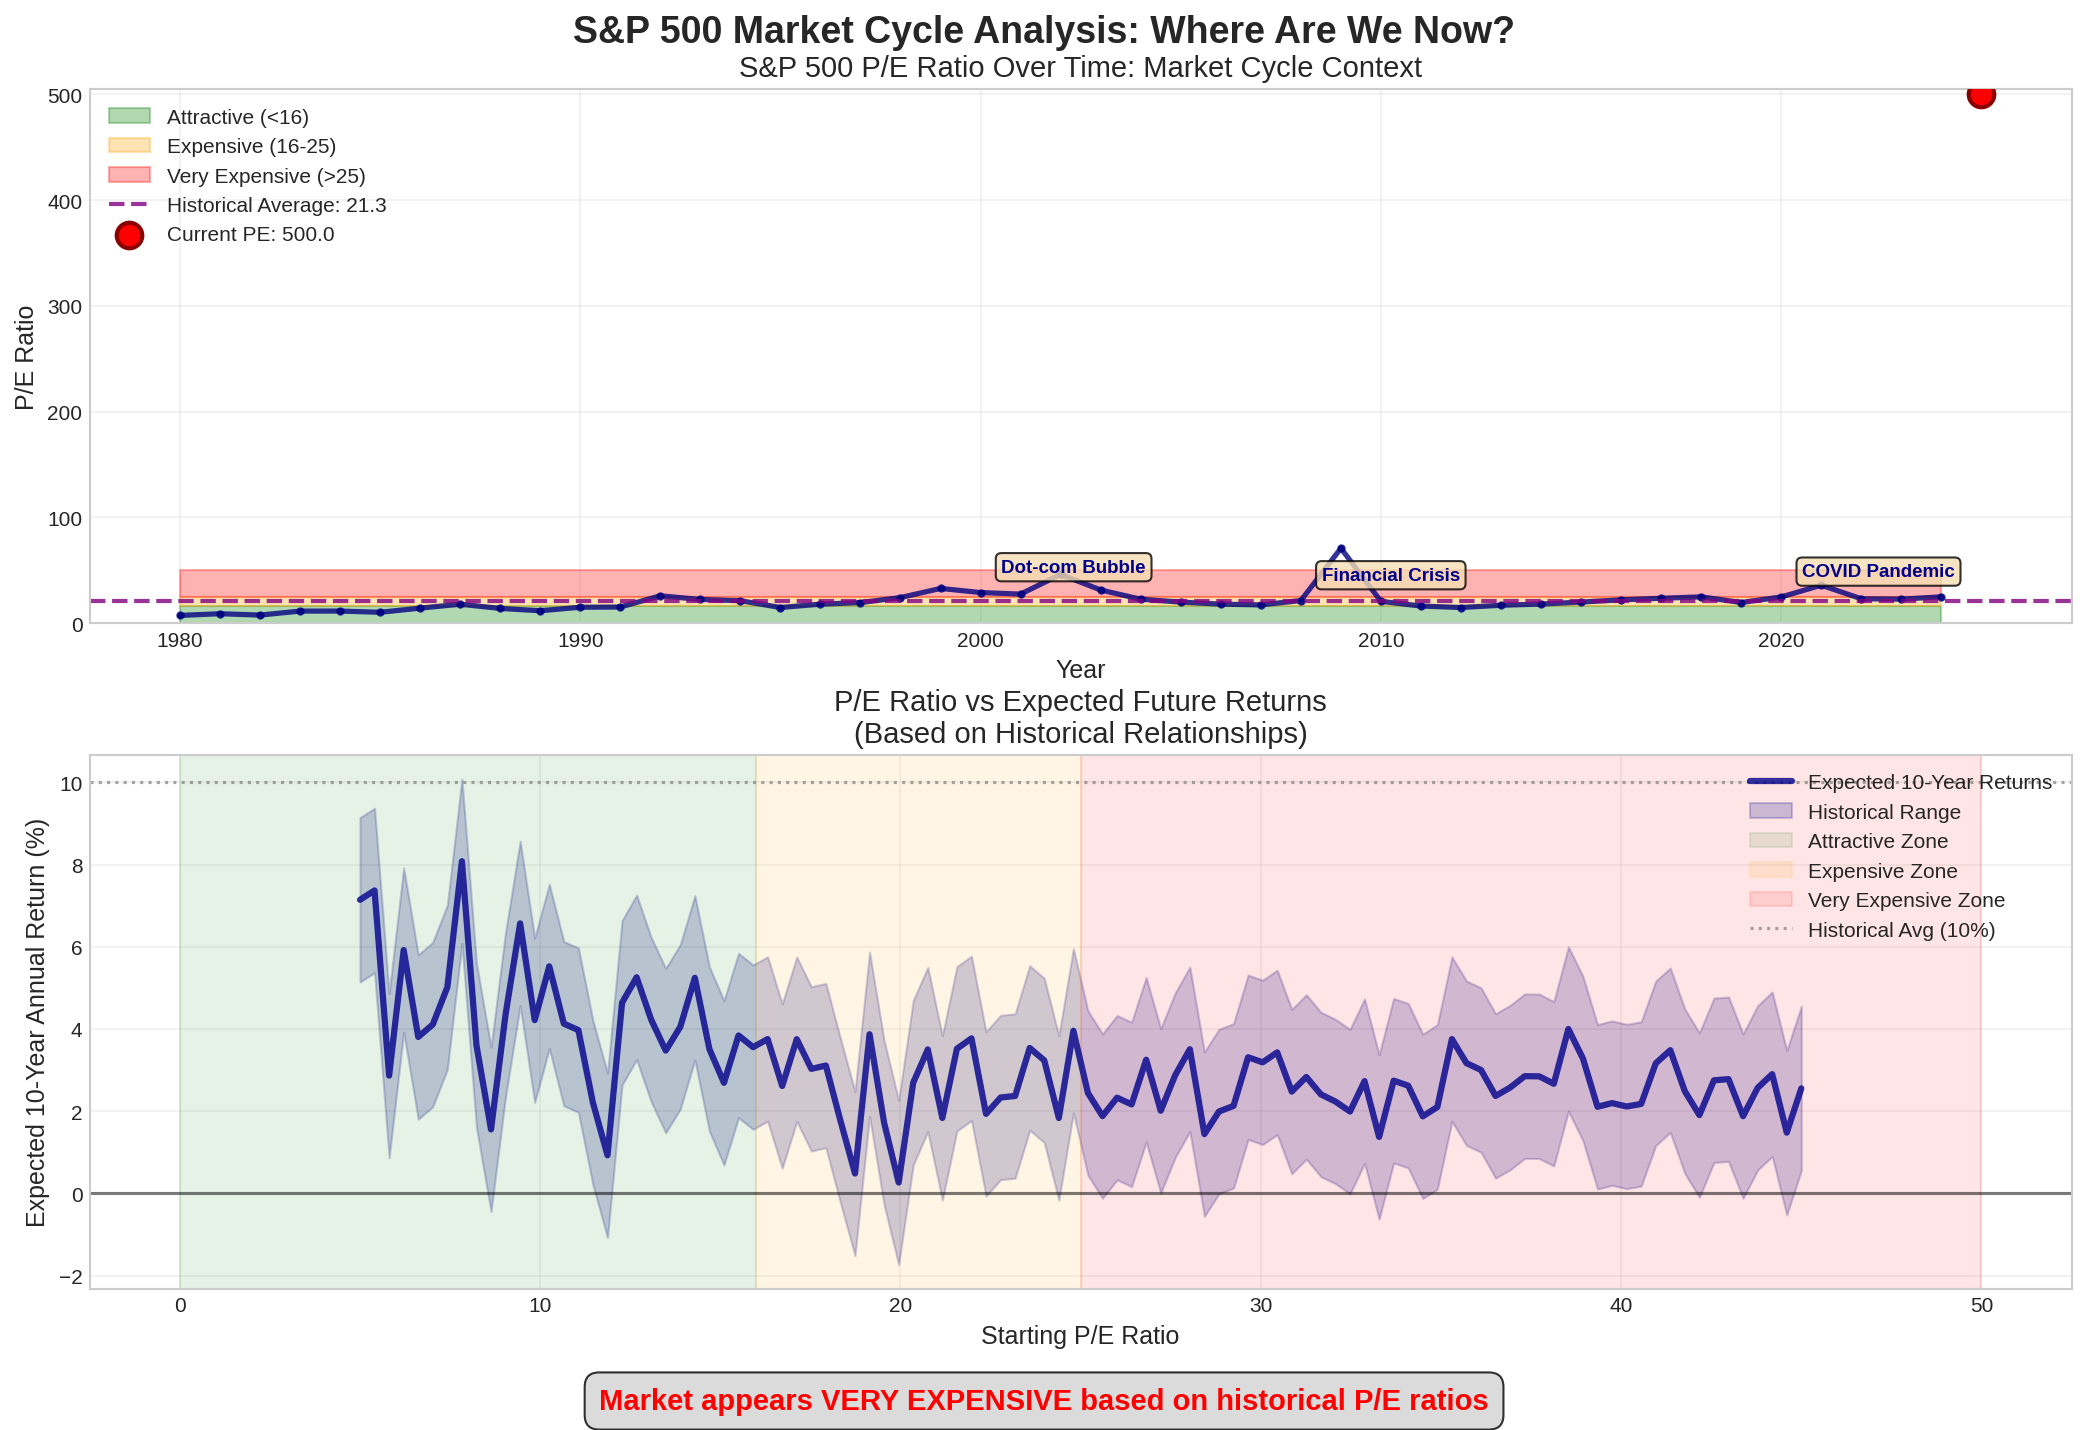 S&P 500 Market Cycle Analysis: Where Are We Now?
S&P 500 P/E Ratio Over Time: Market Cycle Context
500
400
300
200
100
0
P/E Ratio
Attractive (<16)
Expensive (16-25)
Very Expensive (>25)
Historical Average: 21.3
Current PE: 500.0
Dot-com Bubble
Financial Crisis
COVID Pandemic
1980
1990
2000
2010
2020
Year
P/E Ratio vs Expected Future Returns
(Based on Historical Relationships)
10
8
6
4
2
0
−2
Expected 10-Year Annual Return (%)
Expected 10-Year Returns
Historical Range
Attractive Zone
Expensive Zone
Very Expensive Zone
Historical Avg (10%)
0
10
20
30
40
50
Starting P/E Ratio
Market appears VERY EXPENSIVE based on historical P/E ratios